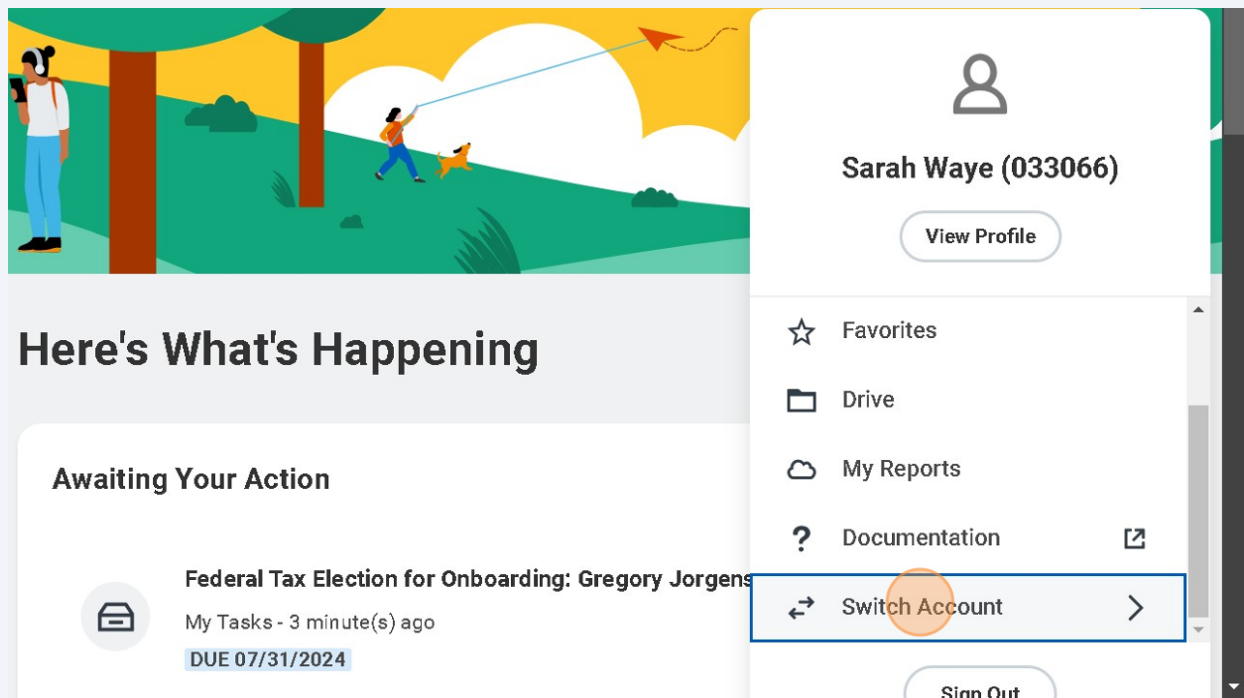 Sarah Waye (033066)
View Profile
Favorites
Drive
My Reports
Documentation
Switch Account
Sign Out
Here's What's Happening
Awaiting Your Action
Federal Tax Election for Onboarding: Gregory Jorgens
My Tasks - 3 minute(s) ago
DUE 07/31/2024